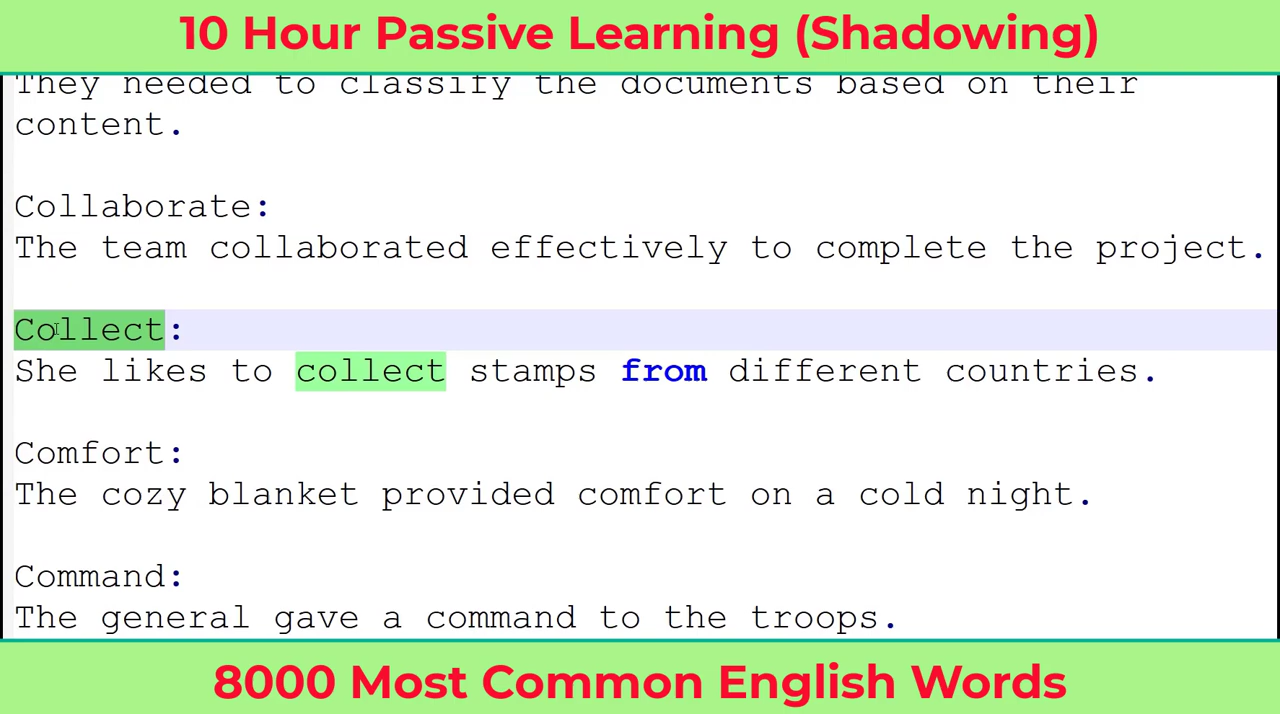 10 Hour Passive Learning (Shadowing)
They needed to classify the documents based on their
content.
Collaborate:
The team collaborated effectively to complete the project.
Collect:
She likes to collect stamps from different countries.
Comfort:
The cozy blanket provided comfort on a cold night.
Command:
The general gave a command to the troops.
8000 Most Common English Words